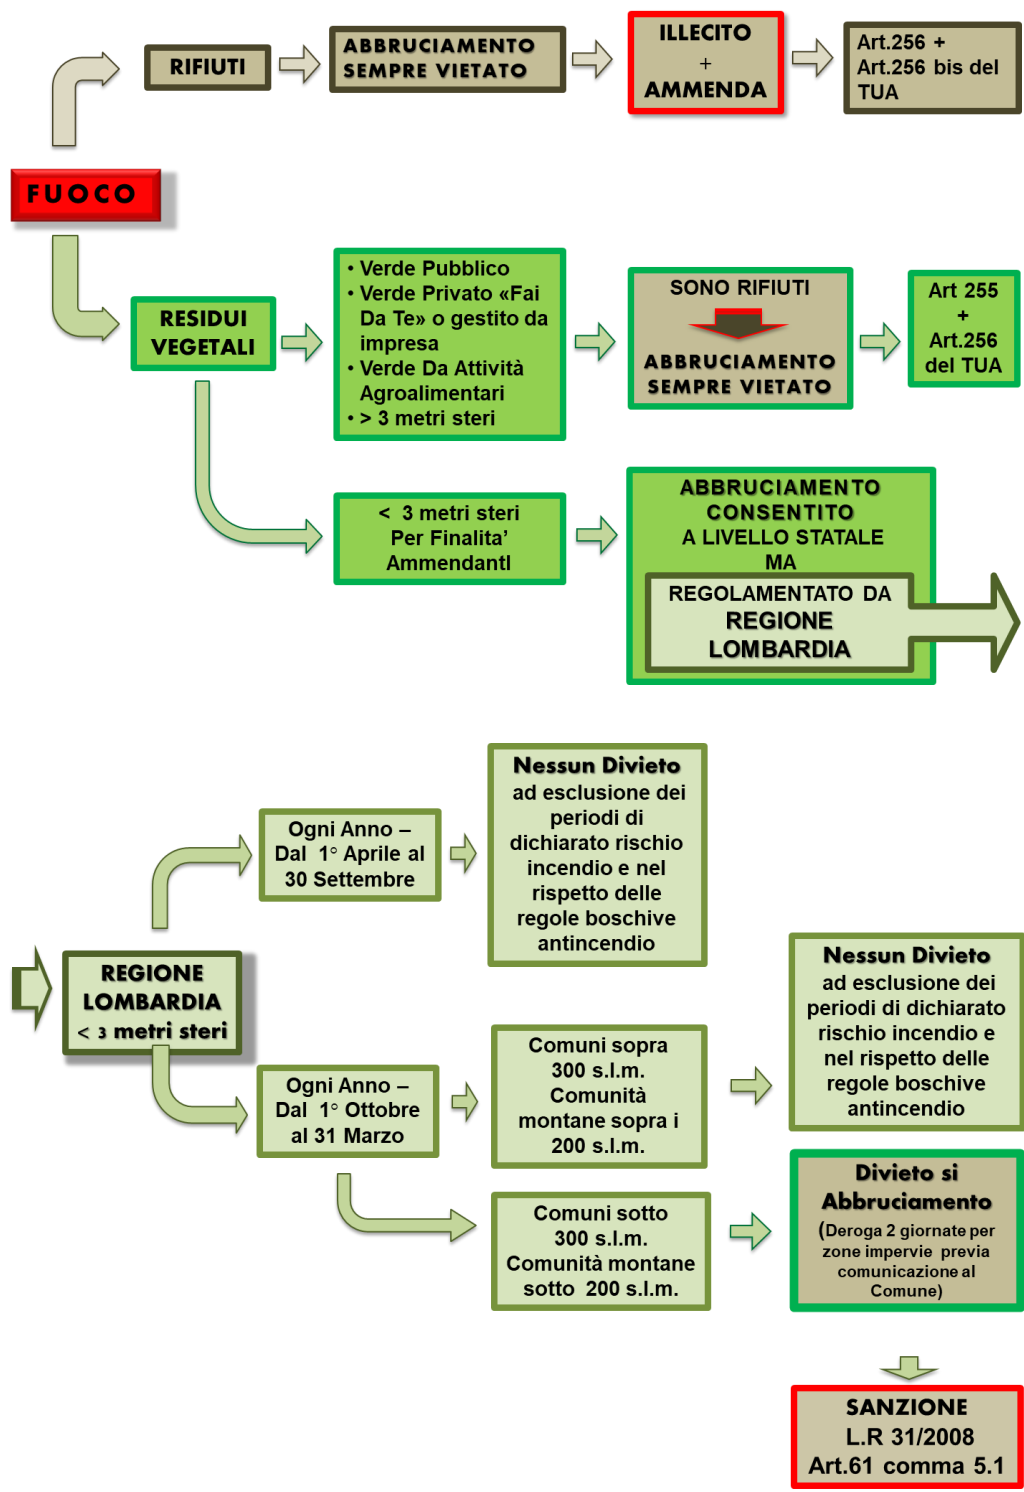 RIFIUTI
ABBRUCIAMENTO
SEMPRE VIETATO
ILLECITO
+
AMMENDA
Art.256 +
Art.256 bis del
TUA
FUOCO
RESIDUI
VEGETALI
• Verde Pubblico
• Verde Privato «Fai
Da Te» o gestito da
impresa
• Verde Da Attività
Agroalimentari
• > 3 metri steri
SONO RIFIUTI
ABBRUCIAMENTO
SEMPRE VIETATO
Art 255
+
Art.256
del TUA
< 3 metri steri
Per Finalita'
AmmendantI
ABBRUCIAMENTO
CONSENTITO
A LIVELLO STATALE
MA
REGOLAMENTATO DA
REGIONE
LOMBARDIA
REGIONE
LOMBARDIA
< 3 metri steri
Ogni Anno –
Dal 1° Aprile al
30 Settembre
Nessun Divieto
ad esclusione dei
periodi di
dichiarato rischio
incendio e nel
rispetto delle
regole boschive
antincendio
Ogni Anno –
Dal 1° Ottobre
al 31 Marzo
Comuni sopra
300 s.l.m.
Comunità
montane sopra i
200 s.l.m.
Nessun Divieto
ad esclusione dei
periodi di dichiarato
rischio incendio e
nel rispetto delle
regole boschive
antincendio
Comuni sotto
300 s.l.m.
Comunità montane
sotto 200 s.l.m.
Divieto si
Abbruciamento
(Deroga 2 giornate per
zone impervie previa
comunicazione al
Comune)
SANZIONE
L.R 31/2008
Art.61 comma 5.1